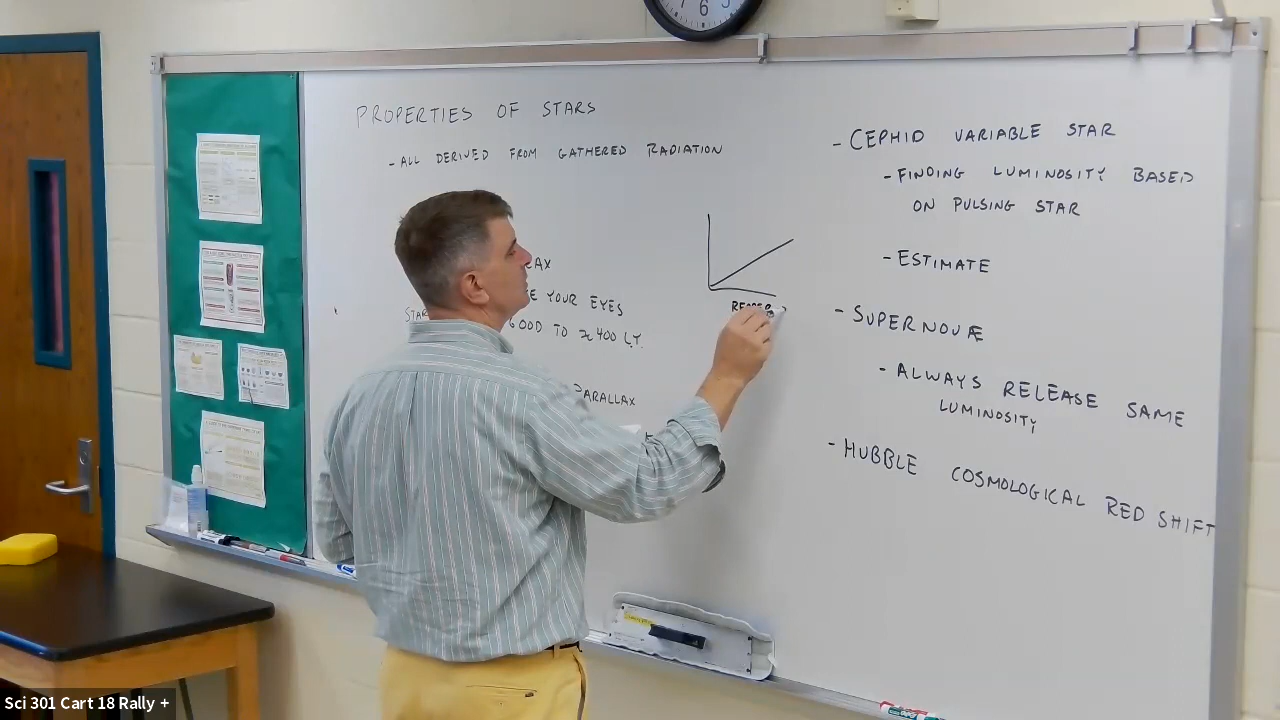 6
PROPERTIES OF STARS
- ALL DERIVED FROM GATHERED RADIATION
AX
YOUR EYES
GOOD TO ≈ 400 LY.
PARALLAX
- CEPHID VARIABLE STAR
- FINDING LUMINOSITY BASED
ON PULSING STAR
- ESTIMATE
- SUPERNOVÆ
- ALWAYS RELEASE SAME
LUMINOSITY
- HUBBLE COSMOLOGICAL RED SHIFT
Sci 301 Cart 18 Rally +